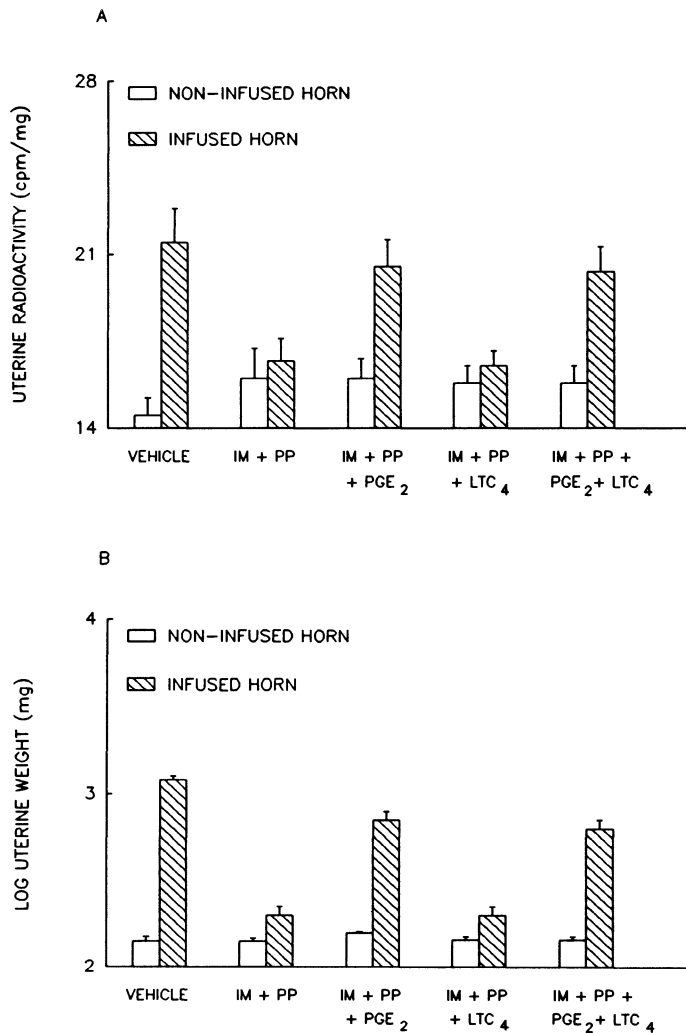 A
28
21
14
UTERINE RADIOACTIVITY (cpm/mg)
NON-INFUSED HORN
INFUSED HORN
VEHICLE
IM + PP
IM + PP
+ PGE 2
IM + PP
+ LTC 4
IM + PP +
PGE 2 + LTC 4
B
4
3
2
LOG UTERINE WEIGHT (mg)
NON-INFUSED HORN
INFUSED HORN
VEHICLE
IM + PP
IM + PP
+ PGE 2
IM + PP
+ LTC 4
IM + PP +
PGE 2 + LTC 4